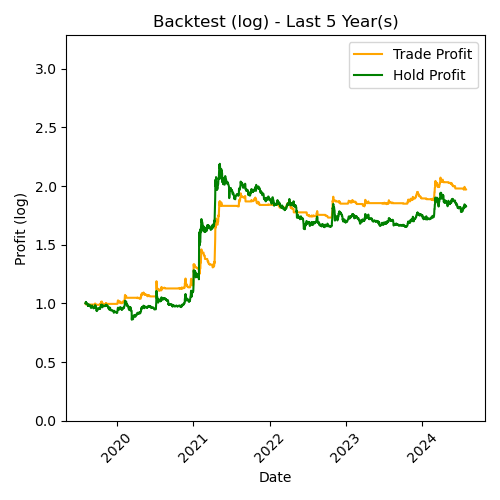 Backtest (log) - Last 5 Year(s)
Trade Profit
Hold Profit
Profit (log)
3.0
2.5
2.0
1.5
1.0
0.5
0.0
2020
2021
2022
2023
2024
Date